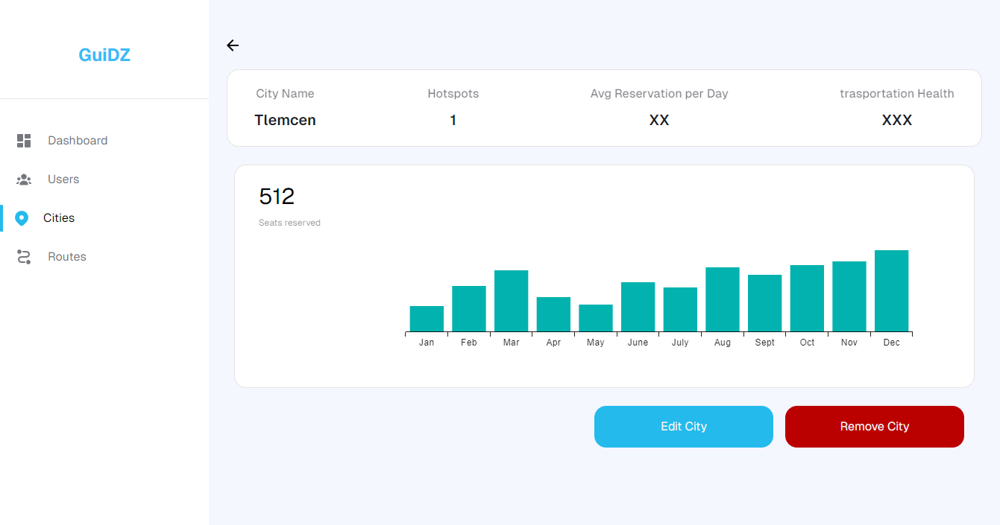 GuiDZ
Dashboard
Users
Cities
Routes
City Name Hotspots Avg Reservation per Day trasportation Health
Tlemcen 1 XX XXX
512
Seats reserved
Jan Feb Mar Apr May June July Aug Sept Oct Nov Dec
Edit City Remove City